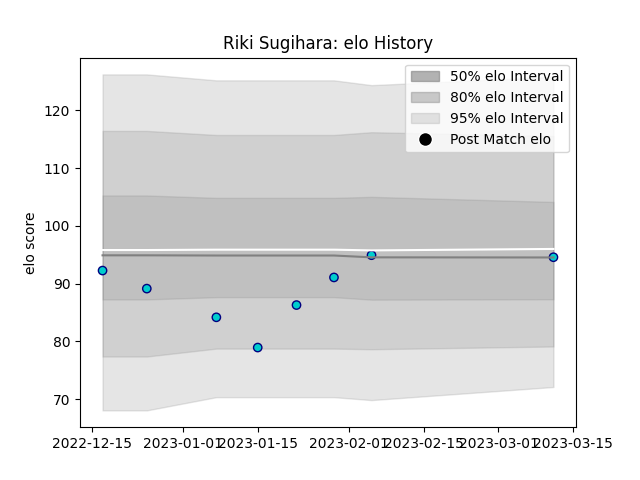 Riki Sugihara: elo History
50% elo Interval
80% elo Interval
95% elo Interval
Post Match elo
elo score
120
110
100
90
80
70
2022-12-15 2023-01-01 2023-01-15 2023-02-01 2023-02-15 2023-03-01 2023-03-15